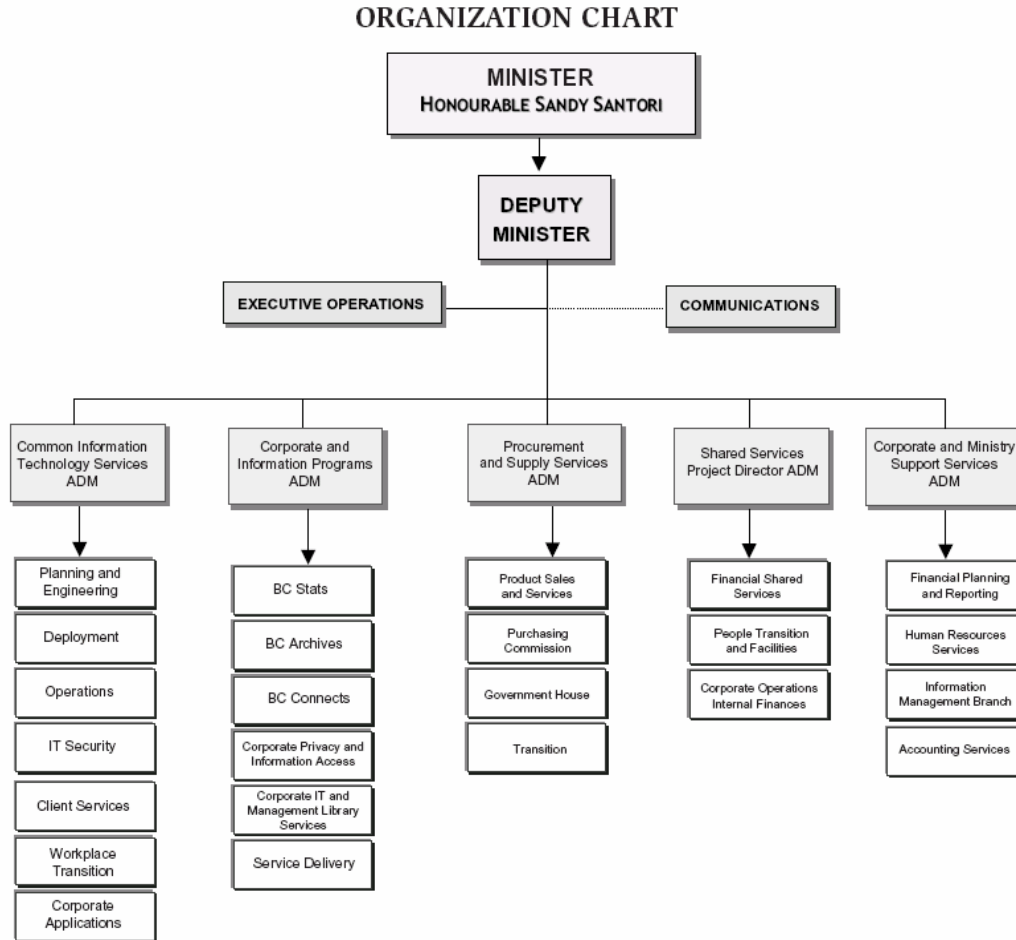 ORGANIZATION CHART
MINISTER
HONOURABLE SANDY SANTORI
DEPUTY
MINISTER
EXECUTIVE OPERATIONS
COMMUNICATIONS
Common Information
Technology Services
ADM
Corporate and
Information Programs
ADM
Procurement
and Supply Services
ADM
Shared Services
Project Director ADM
Corporate and Ministry
Support Services
ADM
Planning and
Engineering
Deployment
Operations
IT Security
Client Services
Workplace
Transition
Corporate
Applications
BC Stats
BC Archives
BC Connects
Corporate Privacy and
Information Access
Corporate IT and
Management Library
Services
Service Delivery
Product Sales
and Services
Purchasing
Commission
Government House
Transition
Financial Shared
Services
People Transition
and Facilities
Corporate Operations
Internal Finances
Financial Planning
and Reporting
Human Resources
Services
Information
Management Branch
Accounting Services